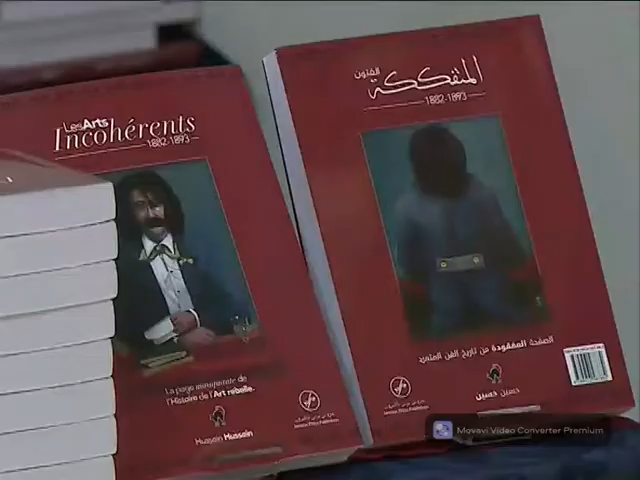 Les Arts
Incohérents
1882-1893
La page manquante de
l'Histoire de l'Art rebelle.
Hussein Hussein
الفنون
المتفككة
1882-1893
الصفحة المفقودة من تاريخ الفن المتمرد
حسين حسين
Movavi Video Converter Premium